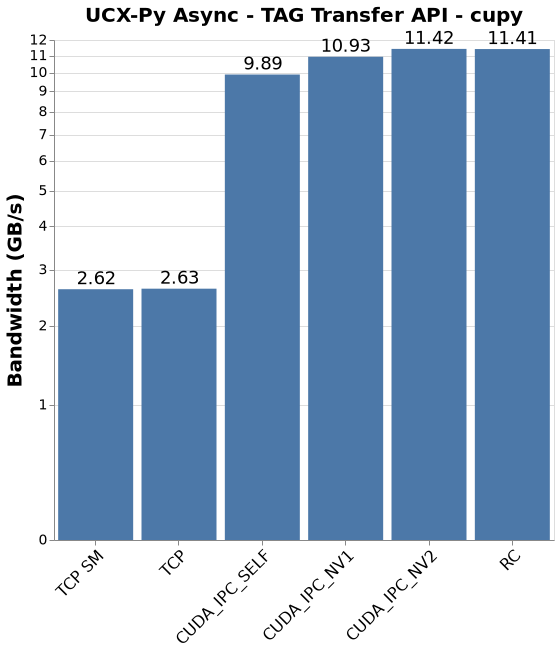 UCX-Py Async - TAG Transfer API - cupy
Bandwidth (GB/s)
12
11
10
9
8
7
6
5
4
3
2
1
0
2.62
2.63
9.89
10.93
11.42
11.41
TCP SM
TCP
CUDA_IPC_SELF
CUDA_IPC_NV1
CUDA_IPC_NV2
RC